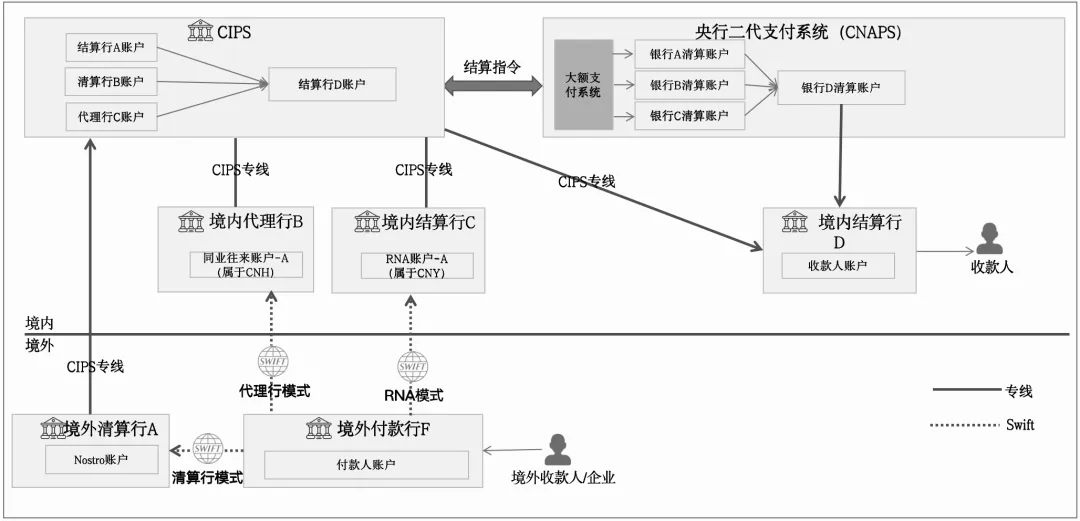 CIPS
结算行A账户
清算行B账户
代理行C账户
结算行D账户
结算指令
央行二代支付系统（CNAPS）
大额支
付系统
银行A清算账户
银行B清算账户
银行C清算账户
银行D清算账户
CIPS专线
CIPS专线
CIPS专线
境内代理行B
同业往来账户-A
(属于CNH)
境内结算行C
RNA账户-A
(属于CNY)
境内结算行
D
收款人账户
收款人
境内
境外
CIPS专线
SWIFT
代理行模式
SWIFT
RNA模式
专线
Swift
境外清算行A
Nostro账户
SWIFT
清算行模式
境外付款行F
付款人账户
境外收款人/企业